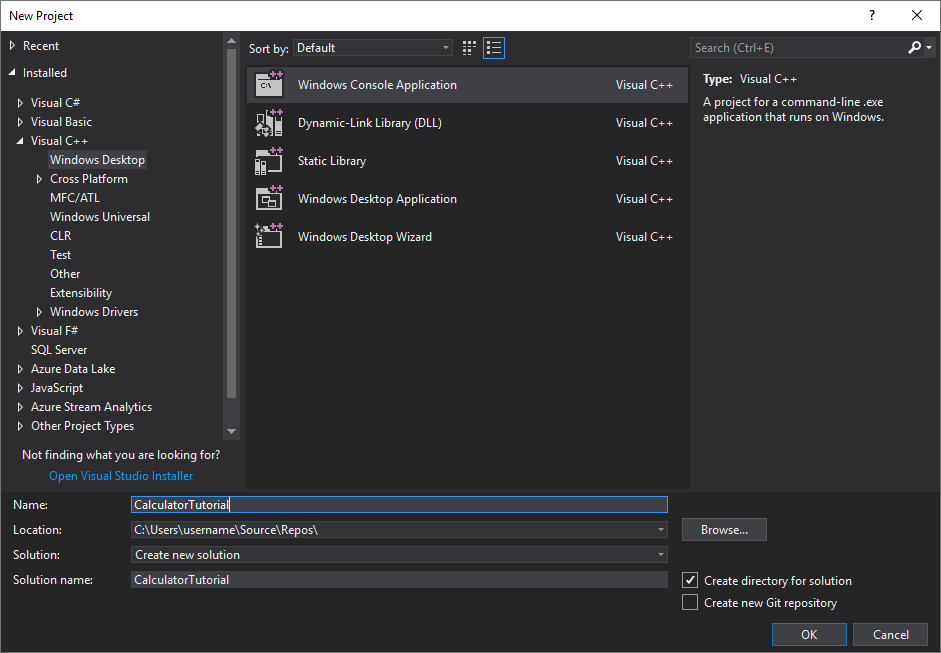 New Project
?
Recent
Installed
Visual C#
Visual Basic
Visual C++
Windows Desktop
Cross Platform
MFC/ATL
Windows Universal
CLR
Test
Other
Extensibility
Windows Drivers
Visual F#
SQL Server
Azure Data Lake
JavaScript
Azure Stream Analytics
Other Project Types
Not finding what you are looking for?
Open Visual Studio Installer
Sort by: Default
Windows Console Application Visual C++
Dynamic-Link Library (DLL) Visual C++
Static Library Visual C++
Windows Desktop Application Visual C++
Windows Desktop Wizard Visual C++
Search (Ctrl+E)
Type: Visual C++
A project for a command-line .exe
application that runs on Windows.
Name: CalculatorTutorial
Location: C:\Users\username\Source\Repos\ Browse...
Solution: Create new solution
Solution name: CalculatorTutorial
Create directory for solution
Create new Git repository
OK Cancel